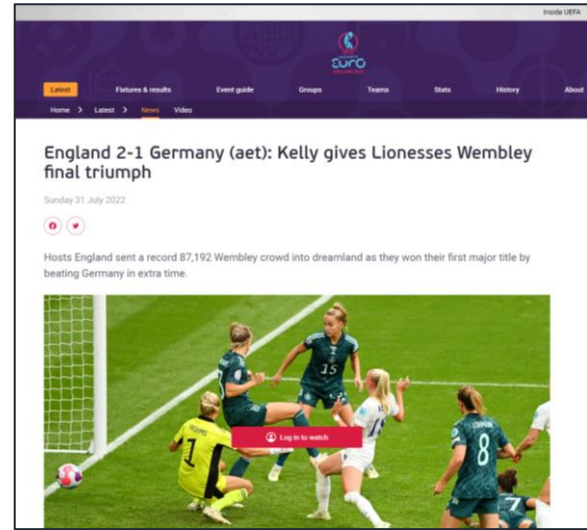 Inside UEFA
EURO
ENGLAND 2022
Latest Fixtures & results Event guide Groups Teams Stats History About
Home > Latest > News Video
England 2-1 Germany (aet): Kelly gives Lionesses Wembley
final triumph
Sunday 31 July 2022
Hosts England sent a record 87,192 Wembley crowd into dreamland as they won their first major title by
beating Germany in extra time.
15
Log in to watch
1
8
7